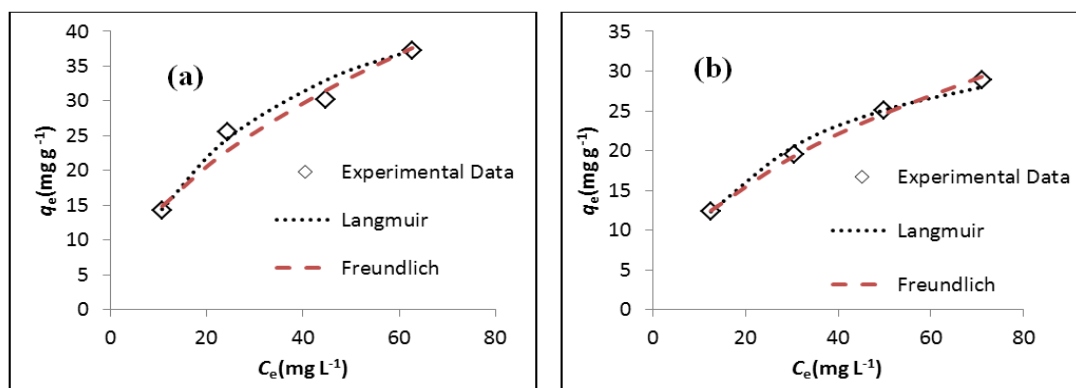 40
35
30
25
20
15
10
5
0
qe(mg g-1)
(a)
Experimental Data
Langmuir
Freundlich
0 20 40 60 80
Ce(mg L-1)
35
30
25
20
15
10
5
0
qe(mg g-1)
(b)
Experimental Data
Langmuir
Freundlich
0 20 40 60 80
Ce(mg L-1)